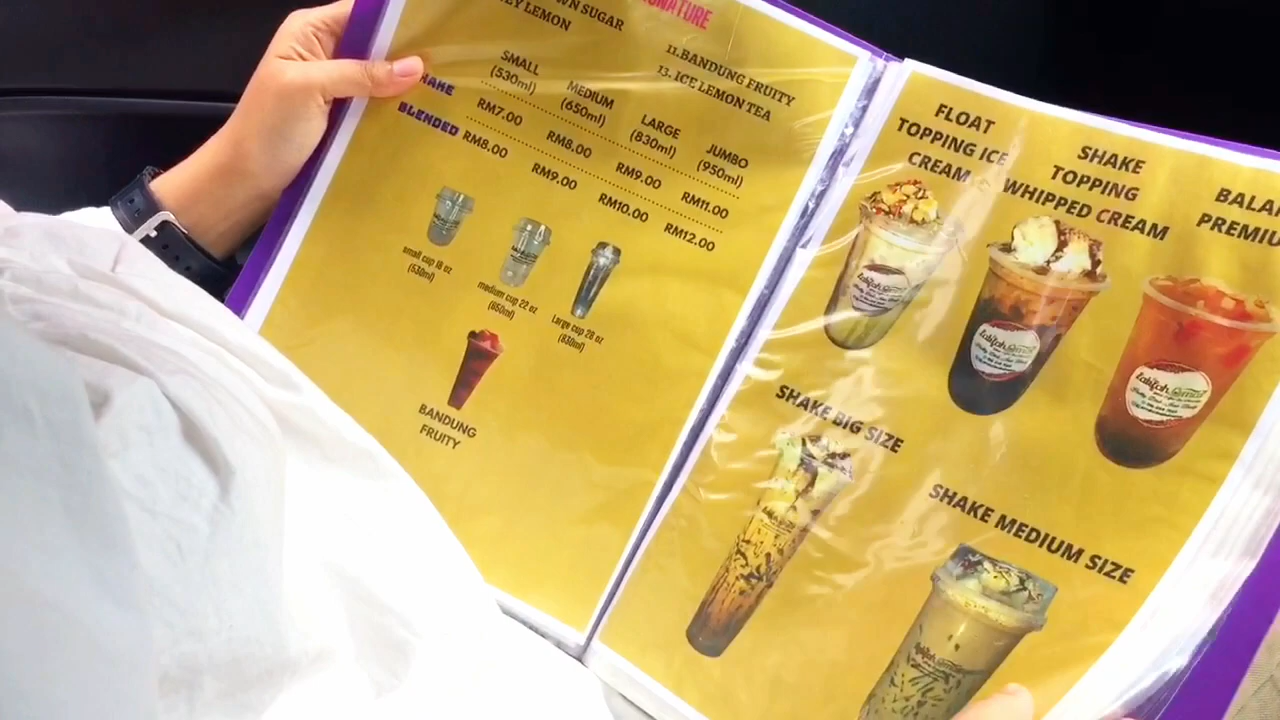 SIGNATURE
WN SUGAR
EY LEMON
11.BANDUNG FRUITY
13. ICE LEMON TEA
SMALL
(530ml)
MEDIUM
(650ml)
LARGE
(830ml)
JUMBO
(950ml)
SHAKE
RM7.00
RM8.00
RM9.00
RM11.00
BLENDED
RM8.00
RM9.00
RM10.00
RM12.00
small cup 18 oz
(530ml)
medium cup 22 oz
(650ml)
Large cup 28 oz
(830ml)
BANDUNG
FRUITY
FLOAT
TOPPING ICE
CREAM
SHAKE
TOPPING
WHIPPED CREAM
BALA
PREMIU
SHAKE BIG SIZE
SHAKE MEDIUM SIZE